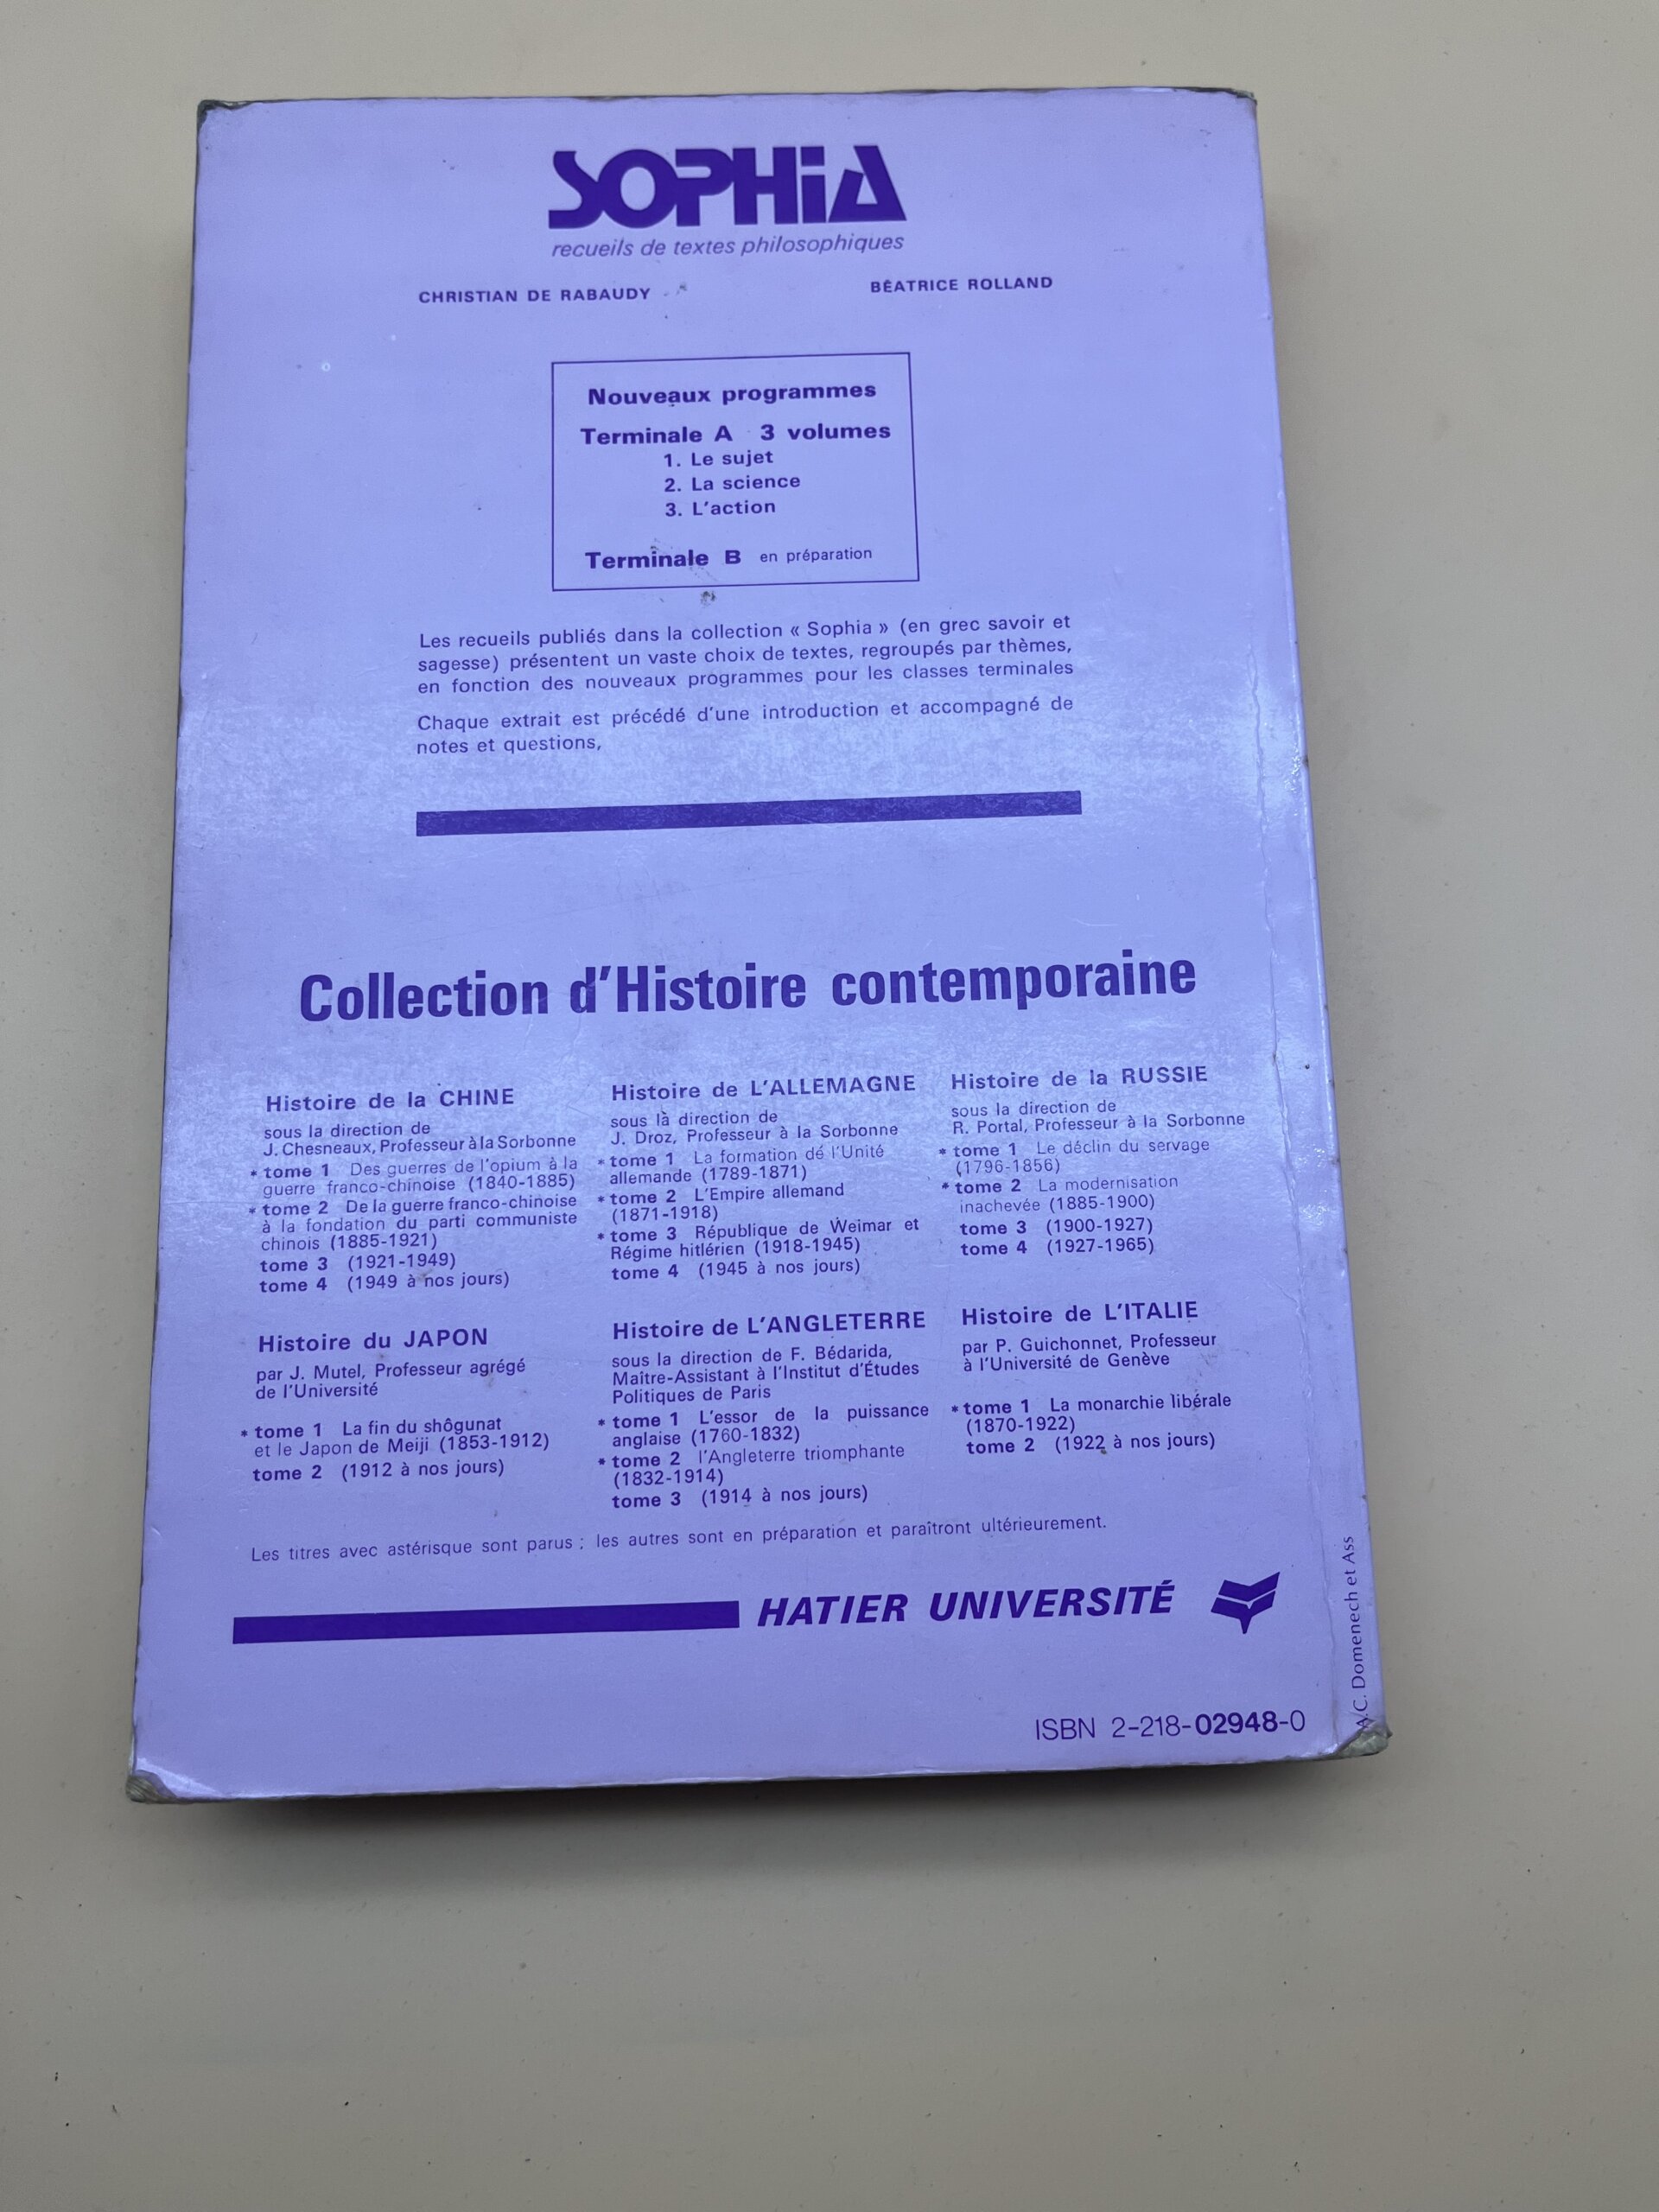 SOPHiA
recueils de textes philosophiques
CHRISTIAN DE RABAUDY
BÉATRICE ROLLAND
Nouveaux programmes
Terminale A 3 volumes
1. Le sujet
2. La science
3. L'action
Terminale B en préparation
Les recueils publiés dans la collection « Sophia » (en grec savoir et
sagesse) présentent un vaste choix de textes, regroupés par thèmes,
en fonction des nouveaux programmes pour les classes terminales
Chaque extrait est précédé d'une introduction et accompagné de
notes et questions,
Collection d'Histoire contemporaine
Histoire de la CHINE
sous la direction de
J. Chesneaux, Professeur à la Sorbonne
* tome 1 Des guerres de l'opium à la
guerre franco-chinoise (1840-1885)
* tome 2 De la guerre franco-chinoise
à la fondation du parti communiste
chinois (1885-1921)
tome 3 (1921-1949)
tome 4 (1949 à nos jours)
Histoire de L'ALLEMAGNE
sous la direction de
J. Droz, Professeur à la Sorbonne
* tome 1 La formation de l'Unité
allemande (1789-1871)
* tome 2 L'Empire allemand
(1871-1918)
* tome 3 République de Weimar et
Régime hitlérien (1918-1945)
tome 4 (1945 à nos jours)
Histoire de la RUSSIE
sous la direction de
R. Portal, Professeur à la Sorbonne
* tome 1 Le déclin du servage
(1796-1856)
* tome 2 La modernisation
inachevée (1885-1900)
tome 3 (1900-1927)
tome 4 (1927-1965)
Histoire du JAPON
par J. Mutel, Professeur agrégé
de l'Université
* tome 1 La fin du shôgunat
et le Japon de Meiji (1853-1912)
tome 2 (1912 à nos jours)
Histoire de L'ANGLETERRE
sous la direction de F. Bédarida,
Maître-Assistant à l'Institut d'Études
Politiques de Paris
* tome 1 L'essor de la puissance
anglaise (1760-1832)
* tome 2 l'Angleterre triomphante
(1832-1914)
tome 3 (1914 à nos jours)
Histoire de L'ITALIE
par P. Guichonnet, Professeur
à l'Université de Genève
* tome 1 La monarchie libérale
(1870-1922)
tome 2 (1922 à nos jours)
Les titres avec astérisque sont parus ; les autres sont en préparation et paraîtront ultérieurement.
HATIER UNIVERSITÉ
ISBN 2-218-02948-0
A.C. Domenech et Ass